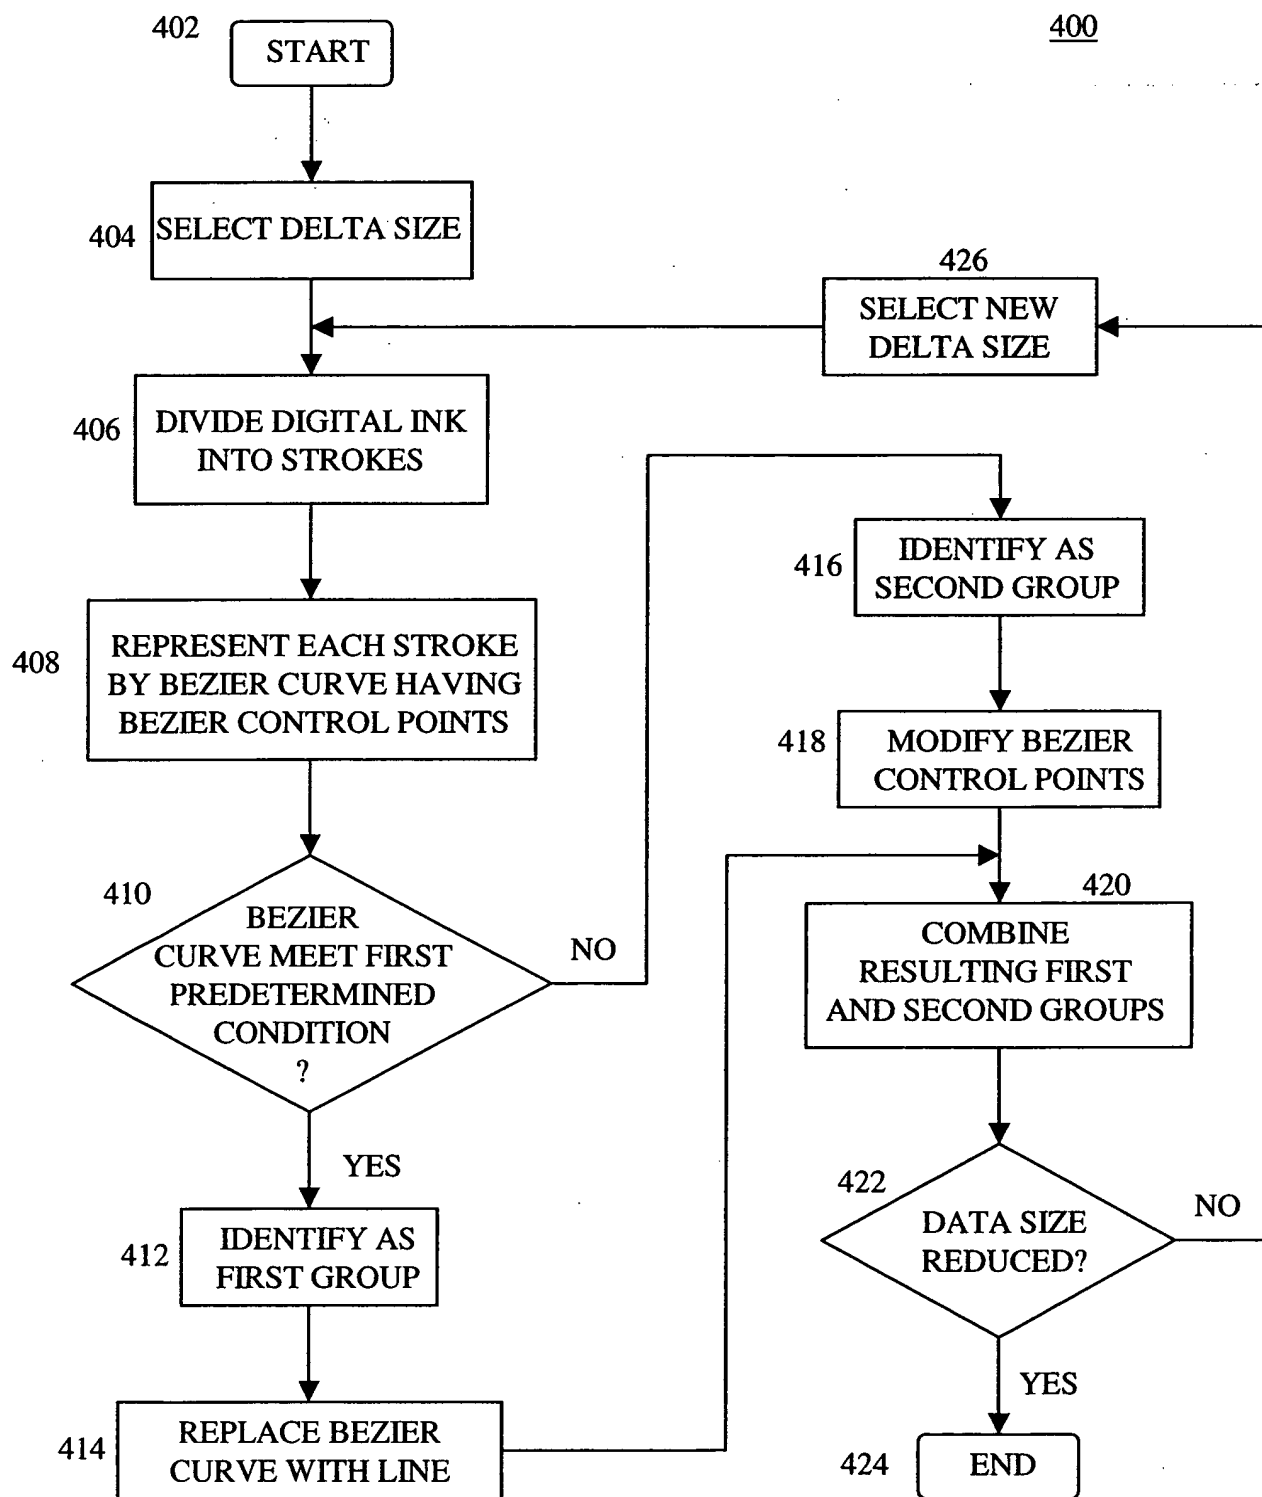 400
402
START
404
SELECT DELTA SIZE
426
SELECT NEW
DELTA SIZE
406
DIVIDE DIGITAL INK
INTO STROKES
408
REPRESENT EACH STROKE
BY BEZIER CURVE HAVING
BEZIER CONTROL POINTS
410
BEZIER
CURVE MEET FIRST
PREDETERMINED
CONDITION
?
NO
YES
412
IDENTIFY AS
FIRST GROUP
414
REPLACE BEZIER
CURVE WITH LINE
416
IDENTIFY AS
SECOND GROUP
418
MODIFY BEZIER
CONTROL POINTS
420
COMBINE
RESULTING FIRST
AND SECOND GROUPS
422
DATA SIZE
REDUCED?
NO
YES
424
END